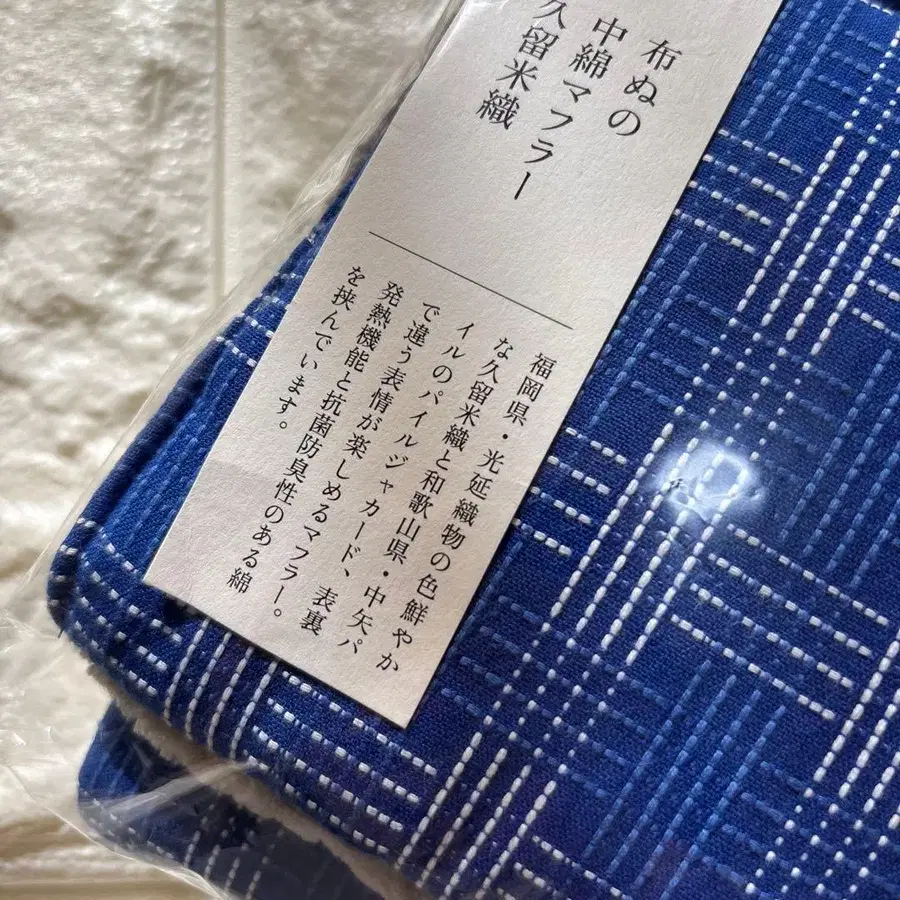 布ぬの
中綿マフラー
久留米織
福岡県・光延織物の色鮮やか
な久留米織と和歌山県・中矢パ
イルのパイルジャカード、表裏
で違う表情が楽しめるマフラー。
発熱機能と抗菌防臭性のある綿
を挟んでいます。